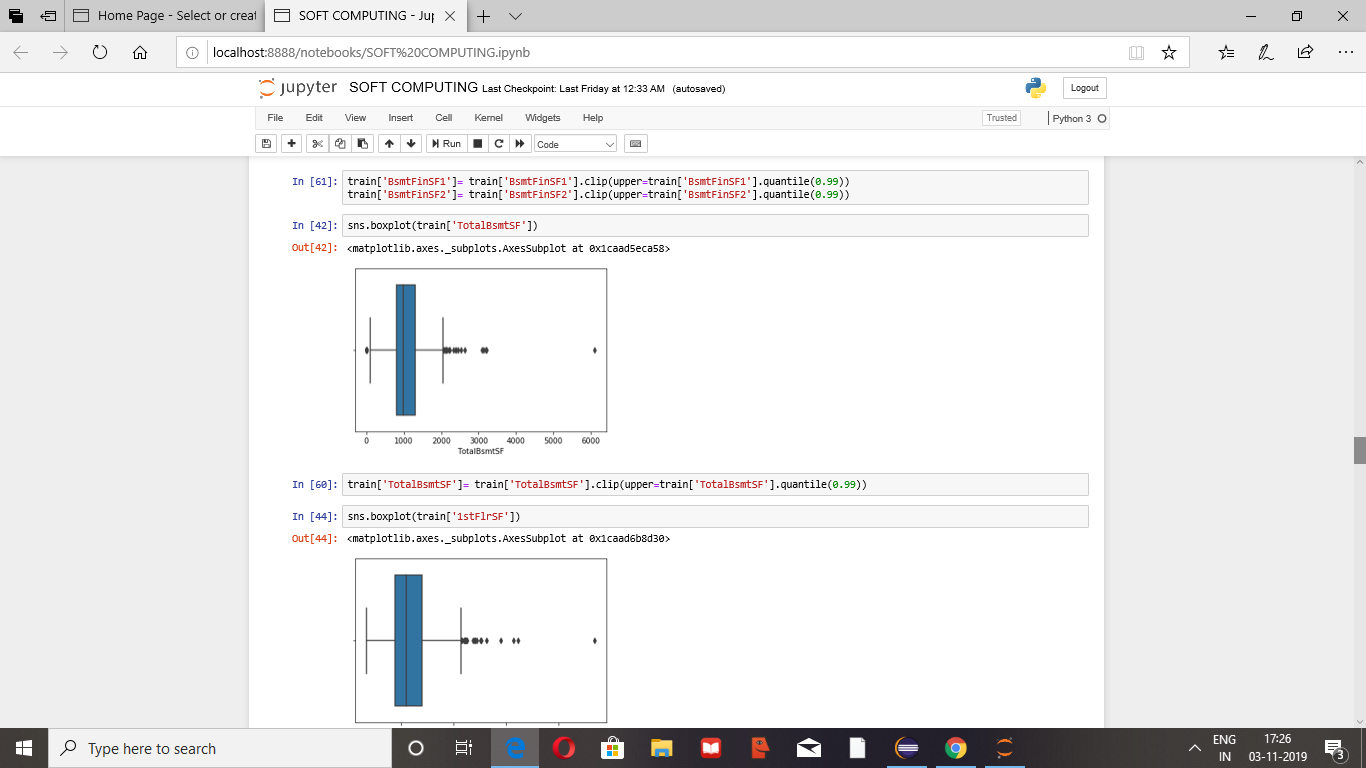 Home Page - Select or creat
SOFT COMPUTING - Jup
localhost:8888/notebooks/SOFT%20COMPUTING.ipynb
jupyter SOFT COMPUTING Last Checkpoint: Last Friday at 12:33 AM (autosaved)
Logout
File Edit View Insert Cell Kernel Widgets Help
Trusted
Python 3
Run
Code
In [61]: train['BsmtFinSF1']= train['BsmtFinSF1'].clip(upper=train['BsmtFinSF1'].quantile(0.99))
train['BsmtFinSF2']= train['BsmtFinSF2'].clip(upper=train['BsmtFinSF2'].quantile(0.99))
In [42]: sns.boxplot(train['TotalBsmtSF'])
Out[42]: <matplotlib.axes._subplots.AxesSubplot at 0x1caad5eca58>
0 1000 2000 3000 4000 5000 6000
TotalBsmtSF
In [60]: train['TotalBsmtSF']= train['TotalBsmtSF'].clip(upper=train['TotalBsmtSF'].quantile(0.99))
In [44]: sns.boxplot(train['1stFlrSF'])
Out[44]: <matplotlib.axes._subplots.AxesSubplot at 0x1caad6b8d30>
Type here to search
ENG
IN
17:26
03-11-2019
3